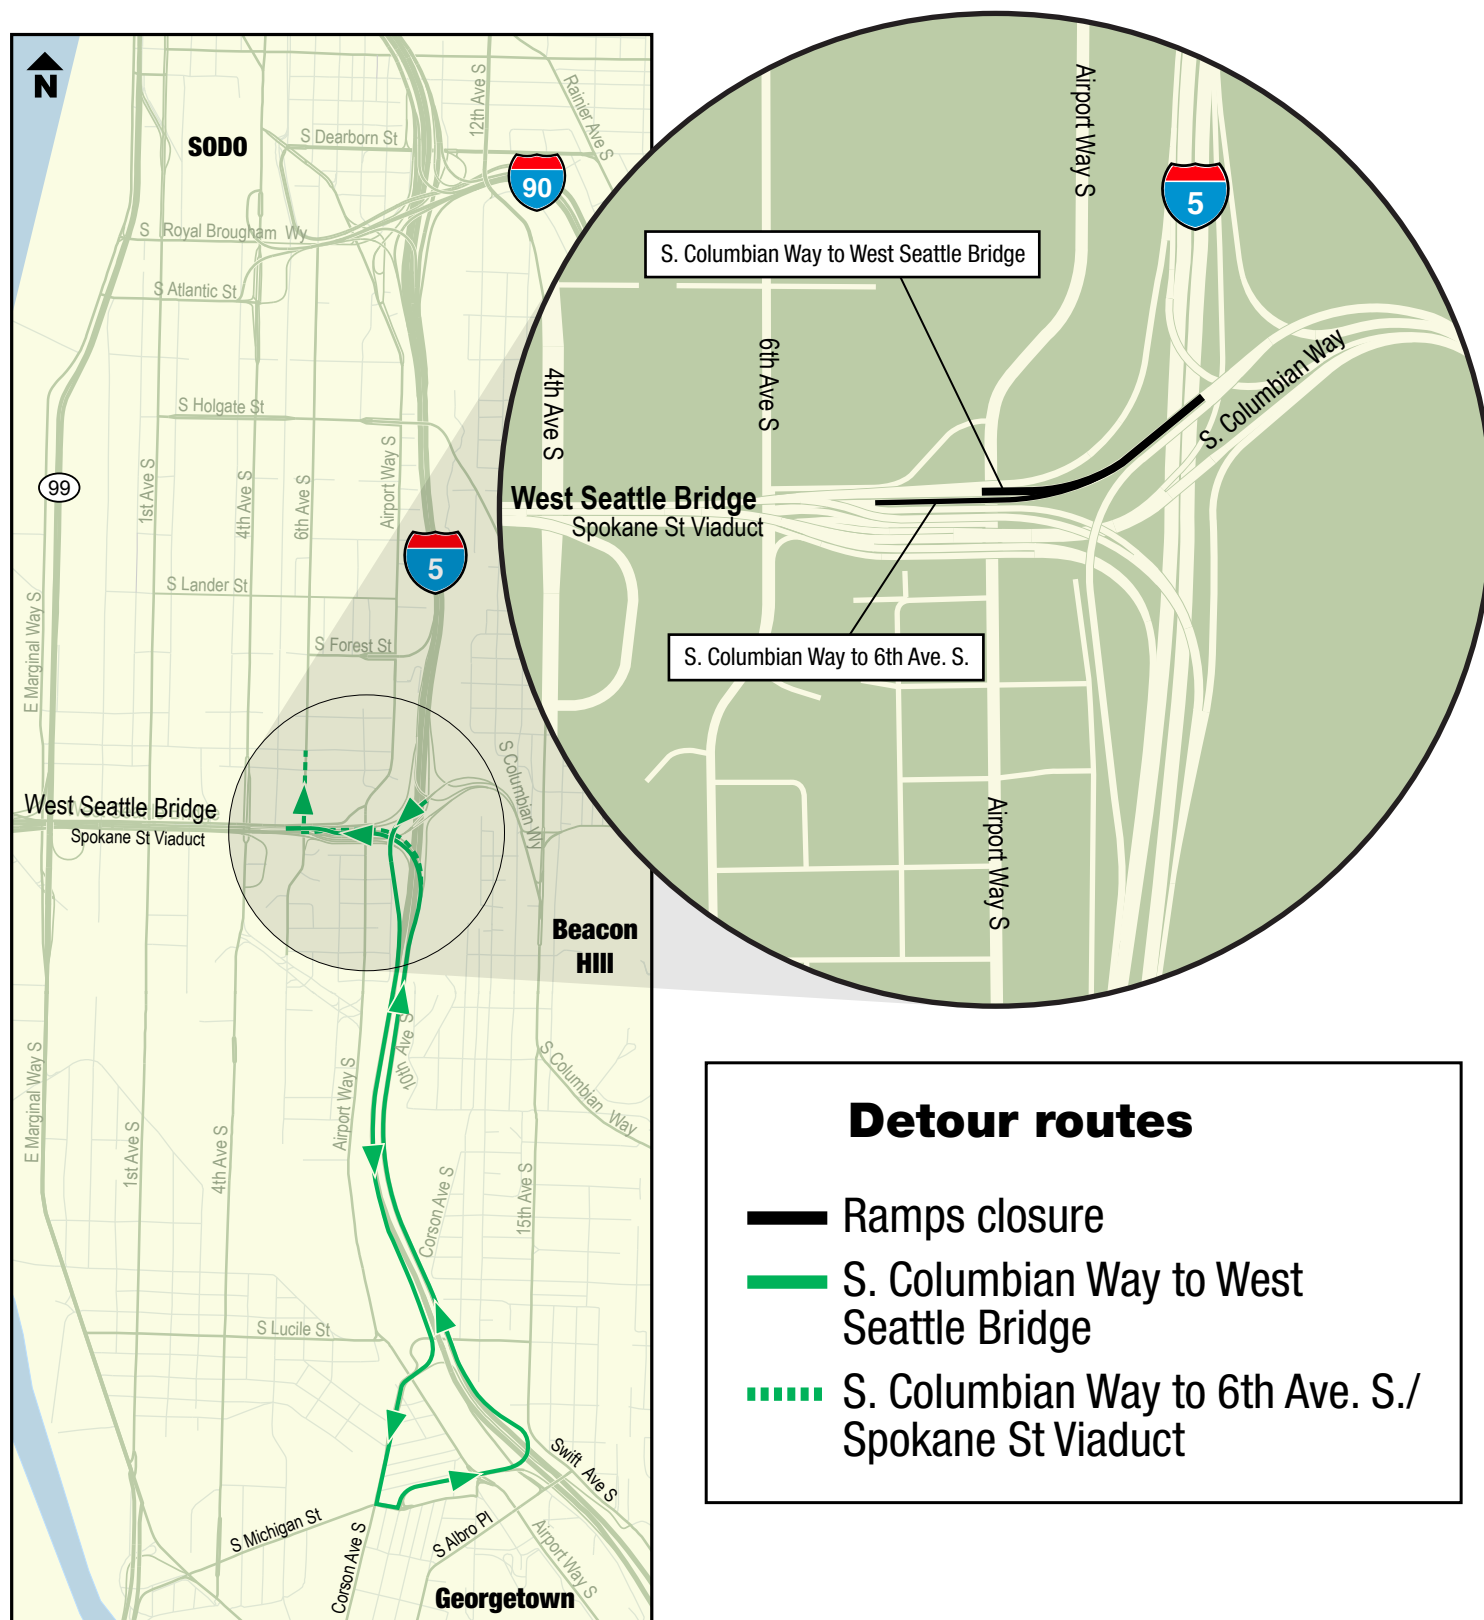 N
SODO
S Dearborn St
12th Ave S
Rainier Ave S
90
S Royal Brougham Wy
S Atlantic St
S Holgate St
99
1st Ave S
4th Ave S
6th Ave S
Airport Way S
5
S Lander St
S Forest St
E Marginal Way S
S Columbian Wy
West Seattle Bridge
Spokane St Viaduct
Beacon
HIll
10th Ave S
S Columbian Way
E Marginal Way S
1st Ave S
4th Ave S
Airport Way S
Corson Ave S
15th Ave S
S Lucile St
Swift Ave S
S Michigan St
Corson Ave S
S Albro Pl
Airport Way S
Georgetown
Airport Way S
5
S. Columbian Way to West Seattle Bridge
4th Ave S
6th Ave S
S. Columbian Way
West Seattle Bridge
Spokane St Viaduct
S. Columbian Way to 6th Ave. S.
Airport Way S
Detour routes
Ramps closure
S. Columbian Way to West
Seattle Bridge
S. Columbian Way to 6th Ave. S./
Spokane St Viaduct